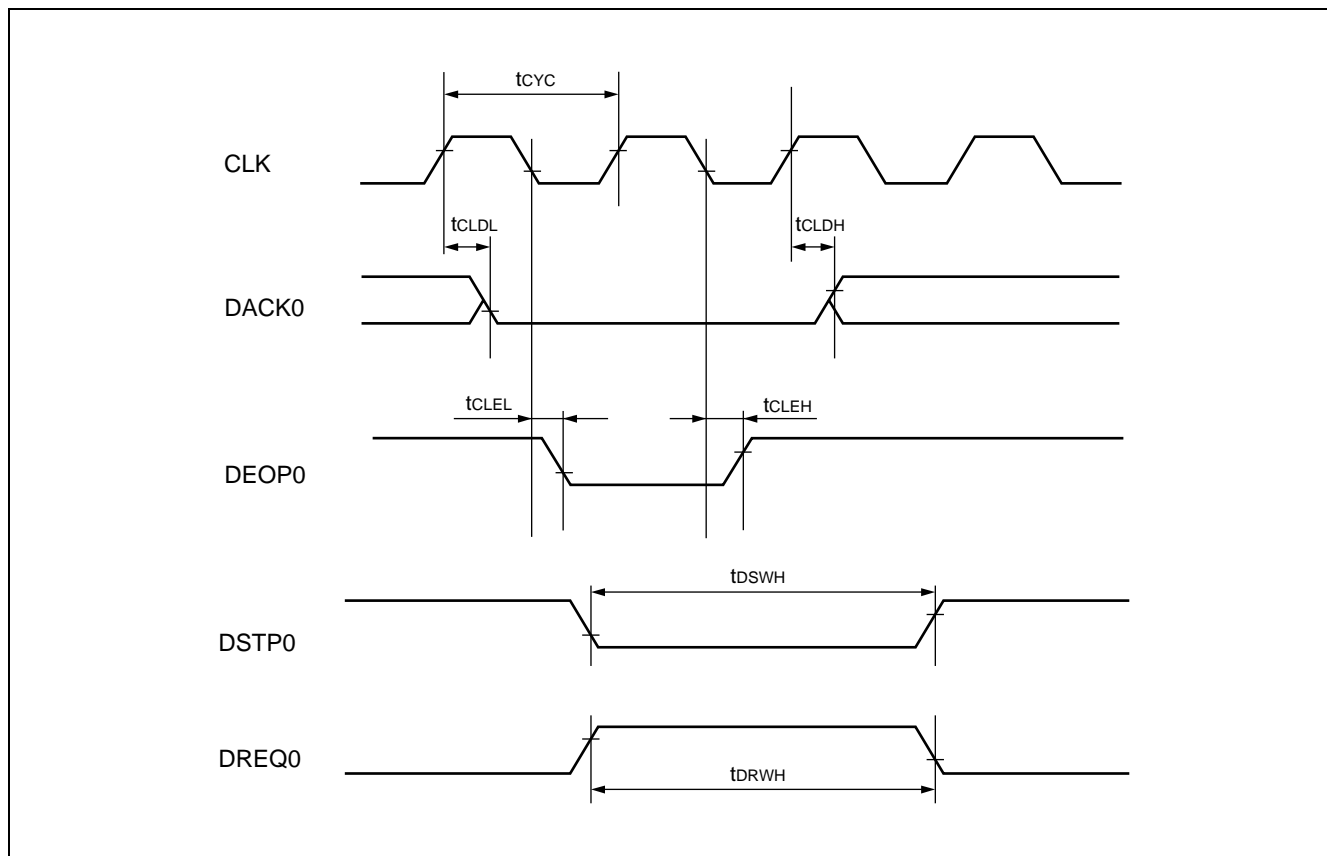 tCYC
CLK
tCLDL
tCLDH
DACK0
tCLEL
tCLEH
DEOP0
tDSWH
DSTP0
DREQ0
tDRWH